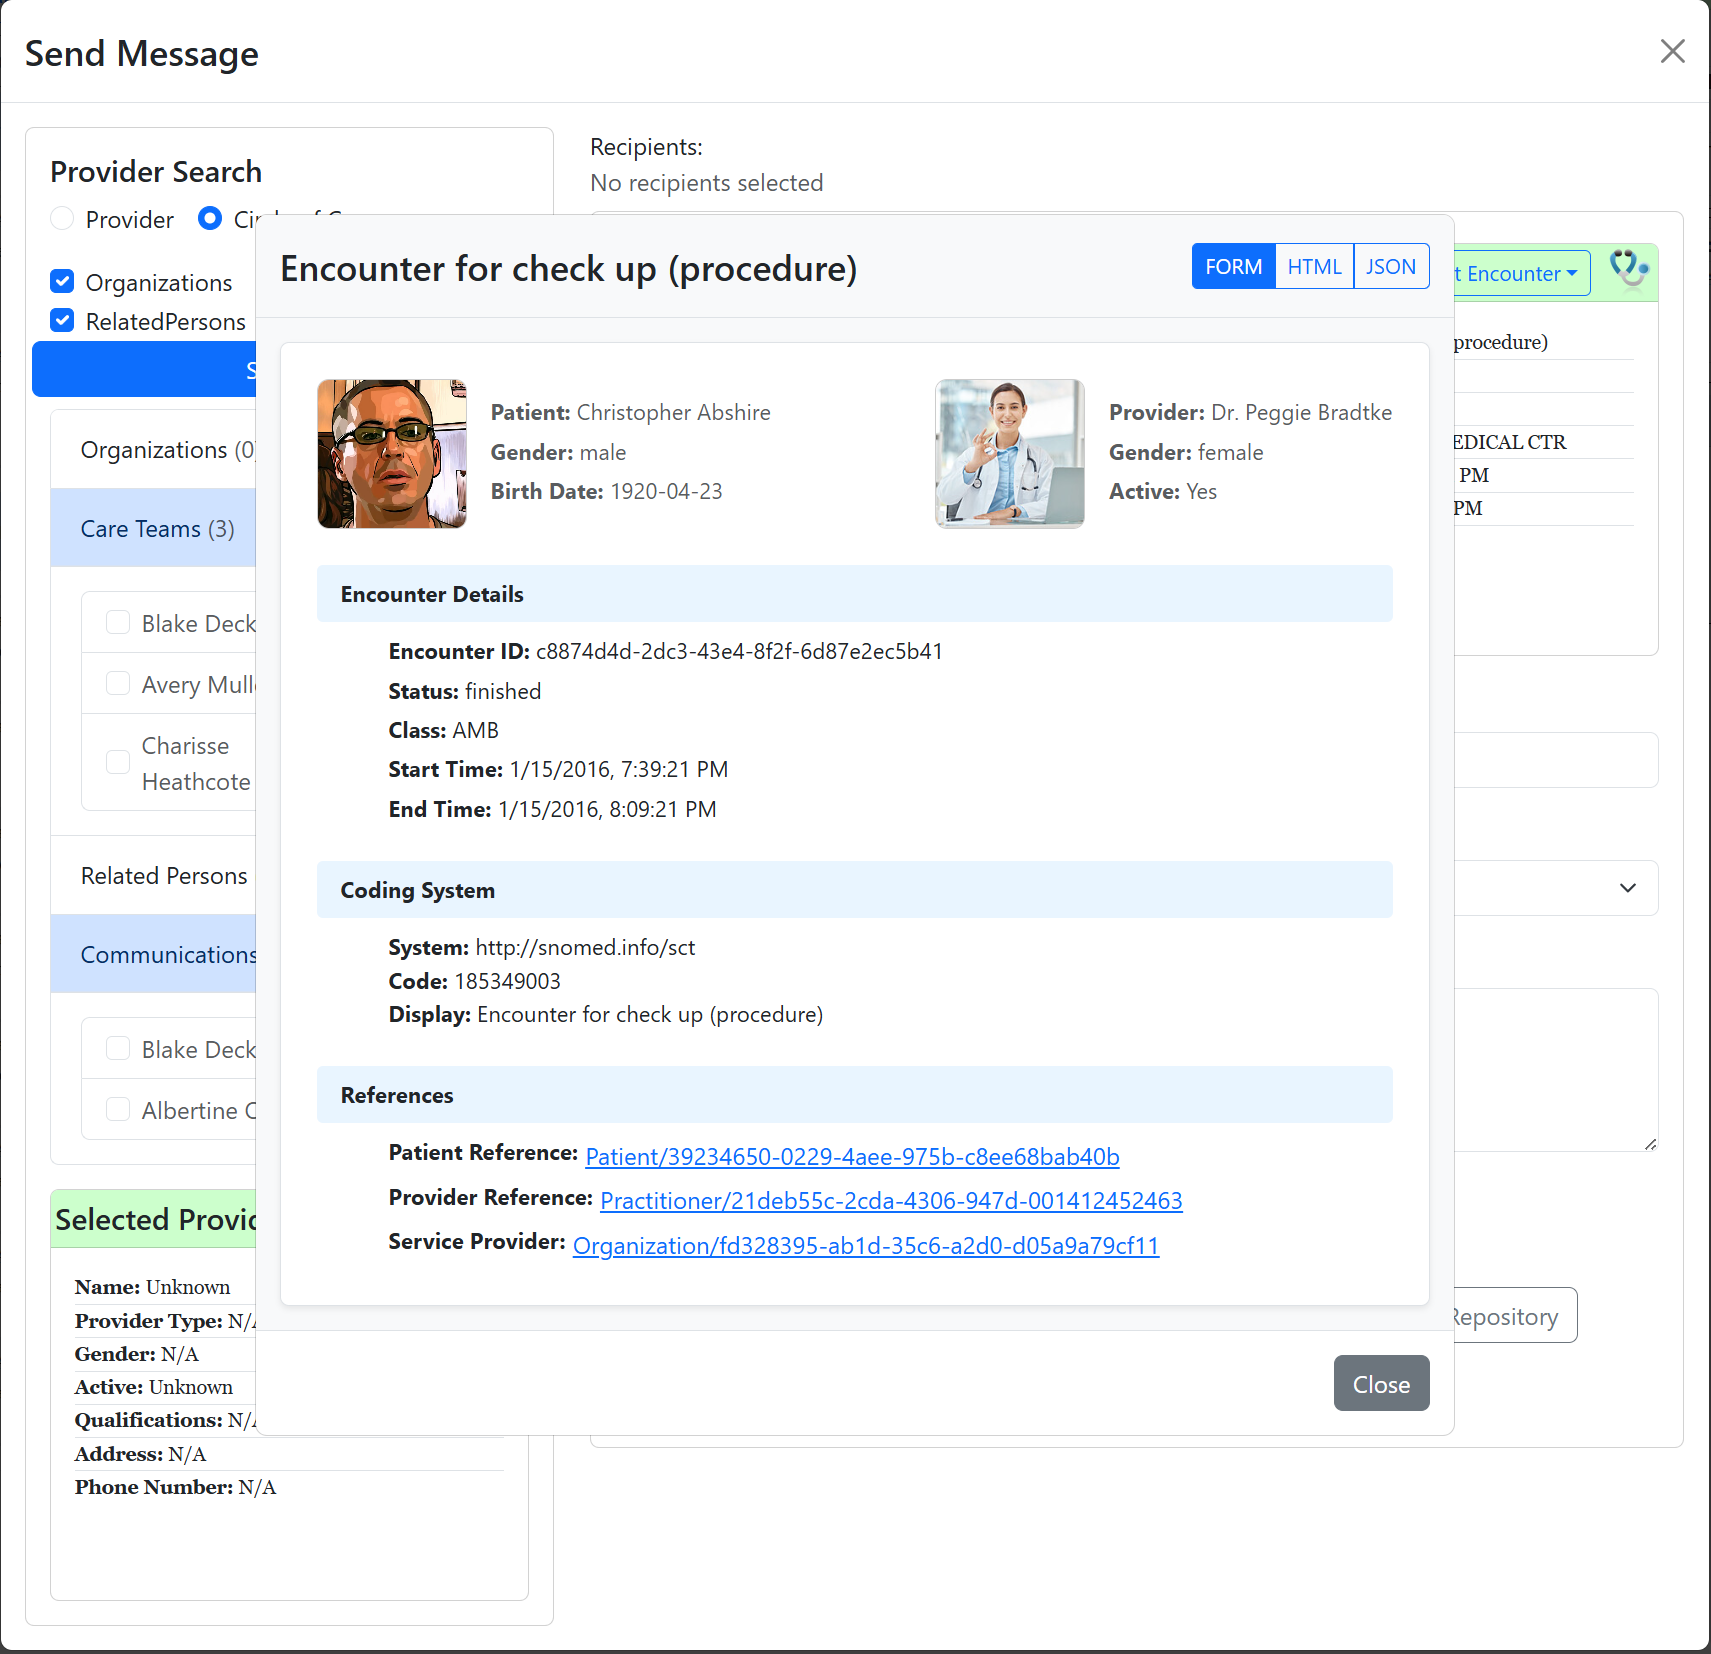 Send Message
Provider Search
Provider
Organizations
RelatedPersons
Organizations (0)
Care Teams (3)
Blake Deck
Avery Mull
Charisse
Heathcote
Related Persons
Communications
Blake Deck
Albertine
Selected
Name: Unknown
Provider Type:
Gender: N/A
Active: Unknown
Qualifications:
Address: N/A
Phone Number: N/A
Recipients:
No recipients selected
Encounter
procedure)
MEDICAL CTR
PM
PM
Repository
Encounter for check up (procedure)
FORM HTML JSON
Patient: Christopher Abshire
Gender: male
Birth Date: 1920-04-23
Provider: Dr. Peggie Bradtke
Gender: female
Active: Yes
Encounter Details
Encounter ID: c8874d4d-2dc3-43e4-8f2f-6d87e2ec5b41
Status: finished
Class: AMB
Start Time: 1/15/2016, 7:39:21 PM
End Time: 1/15/2016, 8:09:21 PM
Coding System
System: http://snomed.info/sct
Code: 185349003
Display: Encounter for check up (procedure)
References
Patient Reference: Patient/39234650-0229-4aee-975b-c8ee68bab40b
Provider Reference: Practitioner/21deb55c-2cda-4306-947d-001412452463
Service Provider: Organization/fd328395-ab1d-35c6-a2d0-d05a9a79cf11
Close